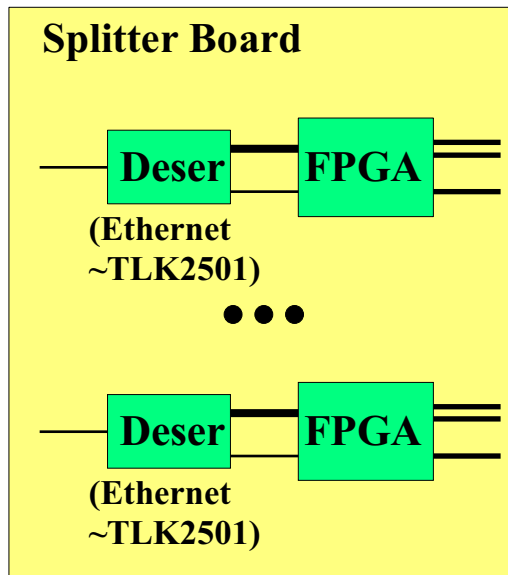 Splitter Board
Deser FPGA
(Ethernet
~TLK2501)
Deser FPGA
(Ethernet
~TLK2501)